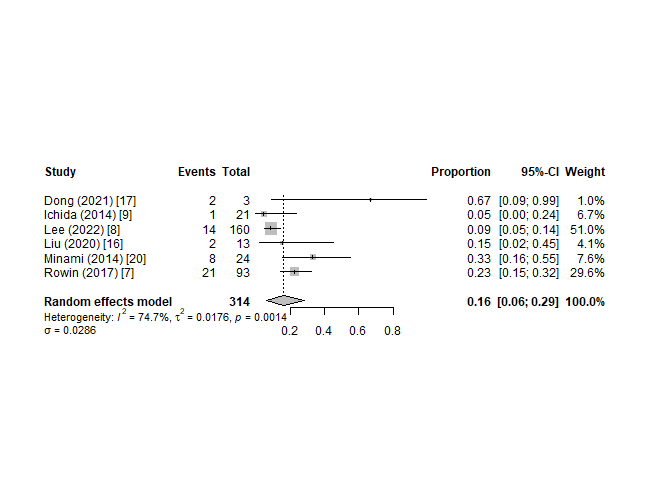 Study Events Total Proportion 95%-CI Weight
Dong (2021) [17] 2 3 0.67 [0.09; 0.99] 1.0%
Ichida (2014) [9] 1 21 0.05 [0.00; 0.24] 6.7%
Lee (2022) [8] 14 160 0.09 [0.05; 0.14] 51.0%
Liu (2020) [16] 2 13 0.15 [0.02; 0.45] 4.1%
Minami (2014) [20] 8 24 0.33 [0.16; 0.55] 7.6%
Rowin (2017) [7] 21 93 0.23 [0.15; 0.32] 29.6%
Random effects model 314 0.16 [0.06; 0.29] 100.0%
Heterogeneity: I² = 74.7%, τ² = 0.0176, p = 0.0014
σ = 0.0286
0.2 0.4 0.6 0.8